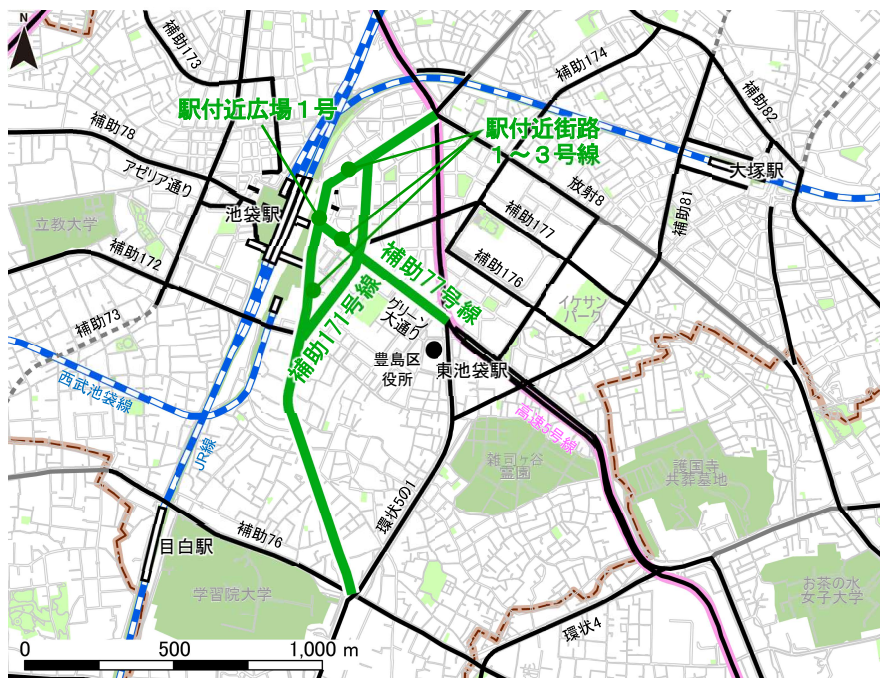 N
補助173
補助174
補助82
駅付近広場１号
駅付近街路
１～３号線
補助78
アゼリア通り
大塚駅
放射8
補助81
池袋駅
立教大学
補助177
補助172
補助77号線
補助176
イケサン
パーク
グリーン
大通り
補助73
補助171号線
豊島区
役所
東池袋駅
西武池袋線
高速5号線
JR線
雑司ヶ谷
霊園
護国寺
共葬墓地
環状5の1
補助76
目白駅
学習院大学
お茶の水
女子大学
環状4
0
500
1,000 m